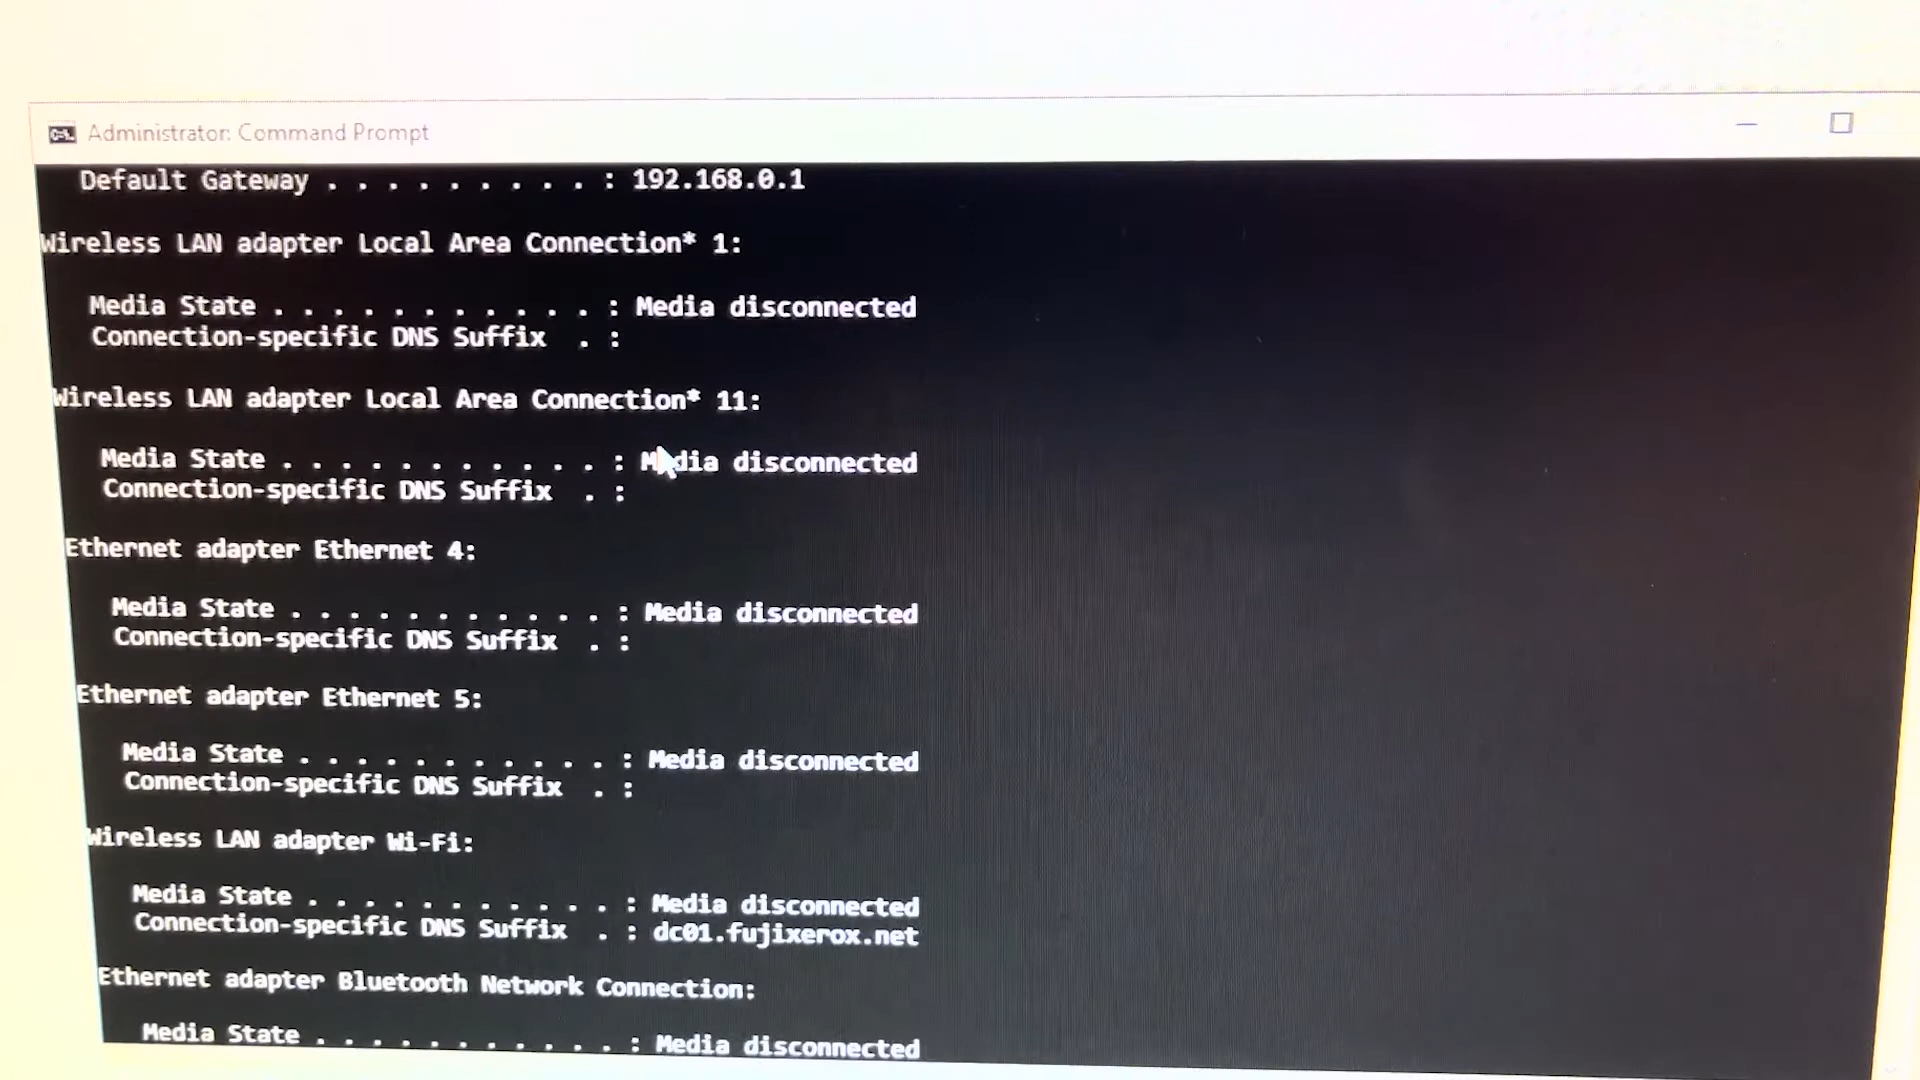 Administrator: Command Prompt
Default Gateway . . . . . . . . . : 192.168.0.1
Wireless LAN adapter Local Area Connection* 1:
Media State . . . . . . . . . . . : Media disconnected
Connection-specific DNS Suffix . :
Wireless LAN adapter Local Area Connection* 11:
Media State . . . . . . . . . . . : Media disconnected
Connection-specific DNS Suffix . :
Ethernet adapter Ethernet 4:
Media State . . . . . . . . . . . : Media disconnected
Connection-specific DNS Suffix . :
Ethernet adapter Ethernet 5:
Media State . . . . . . . . . . . : Media disconnected
Connection-specific DNS Suffix . :
Wireless LAN adapter Wi-Fi:
Media State . . . . . . . . . . . : Media disconnected
Connection-specific DNS Suffix . : dc01.fujixerox.net
Ethernet adapter Bluetooth Network Connection:
Media State . . . . . . . . . . . : Media disconnected